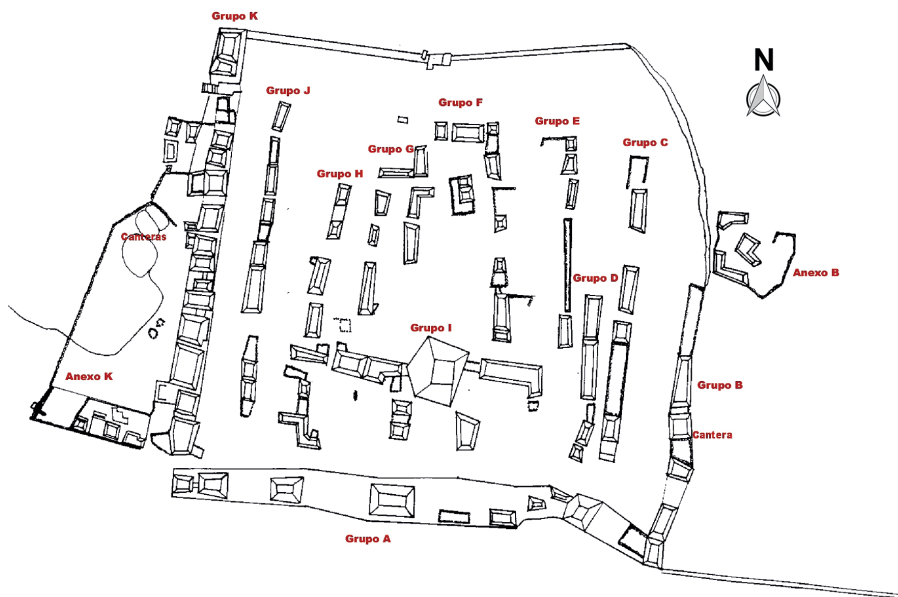 Grupo K
N
Grupo J
Grupo F
Grupo E
Grupo C
Grupo G
Grupo H
Canteras
Anexo B
Grupo D
Grupo I
Anexo K
Grupo B
Cantera
Grupo A